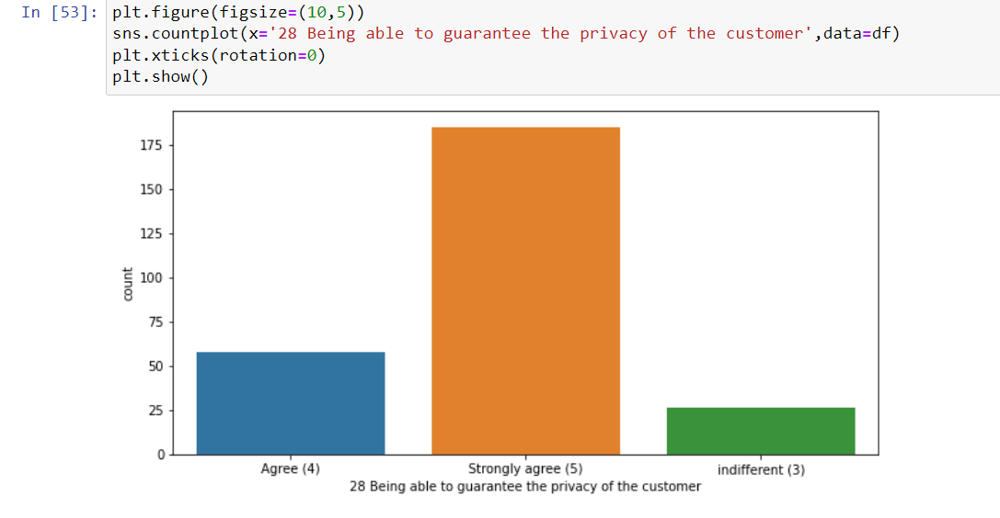 In [53]: plt.figure(figsize=(10,5))
sns.countplot(x='28 Being able to guarantee the privacy of the customer',data=df)
plt.xticks(rotation=0)
plt.show()
175
150
125
100
75
50
25
0
count
Agree (4) Strongly agree (5) indifferent (3)
28 Being able to guarantee the privacy of the customer